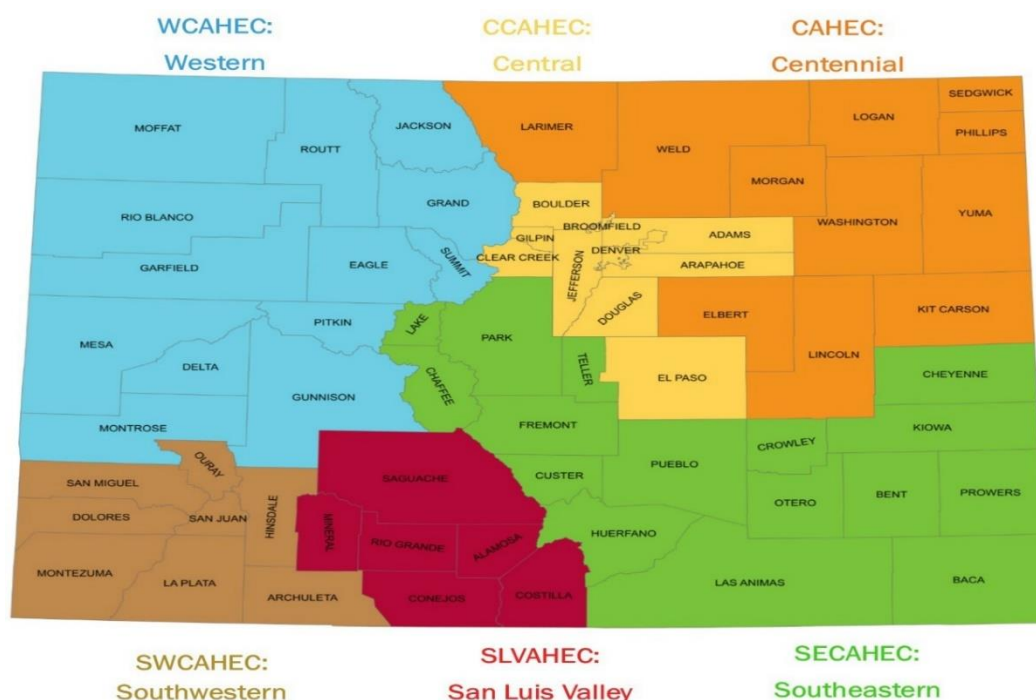 WCAHEC:
Western
CCAHEC:
Central
CAHEC:
Centennial
MOFFAT
ROUTT
JACKSON
LARIMER
WELD
LOGAN
SEDGWICK
PHILLIPS
MORGAN
RIO BLANCO
GRAND
BOULDER
BROOMFIELD
WASHINGTON
YUMA
GILPIN
DENVER
ADAMS
CLEAR CREEK
ARAPAHOE
GARFIELD
EAGLE
SUMMIT
JEFFERSON
DOUGLAS
ELBERT
KIT CARSON
MESA
PITKIN
LAKE
PARK
LINCOLN
DELTA
TELLER
EL PASO
CHEYENNE
GUNNISON
CHAFFEE
MONTROSE
FREMONT
CROWLEY
KIOWA
OURAY
SAN MIGUEL
SAGUACHE
CUSTER
PUEBLO
OTERO
BENT
PROWERS
DOLORES
SAN JUAN
HINSDALE
MINERAL
RIO GRANDE
ALAMOSA
HUERFANO
MONTEZUMA
LA PLATA
ARCHULETA
CONEJOS
COSTILLA
LAS ANIMAS
BACA
SWCAHEC:
Southwestern
SLVAHEC:
San Luis Valley
SECAHEC:
Southeastern